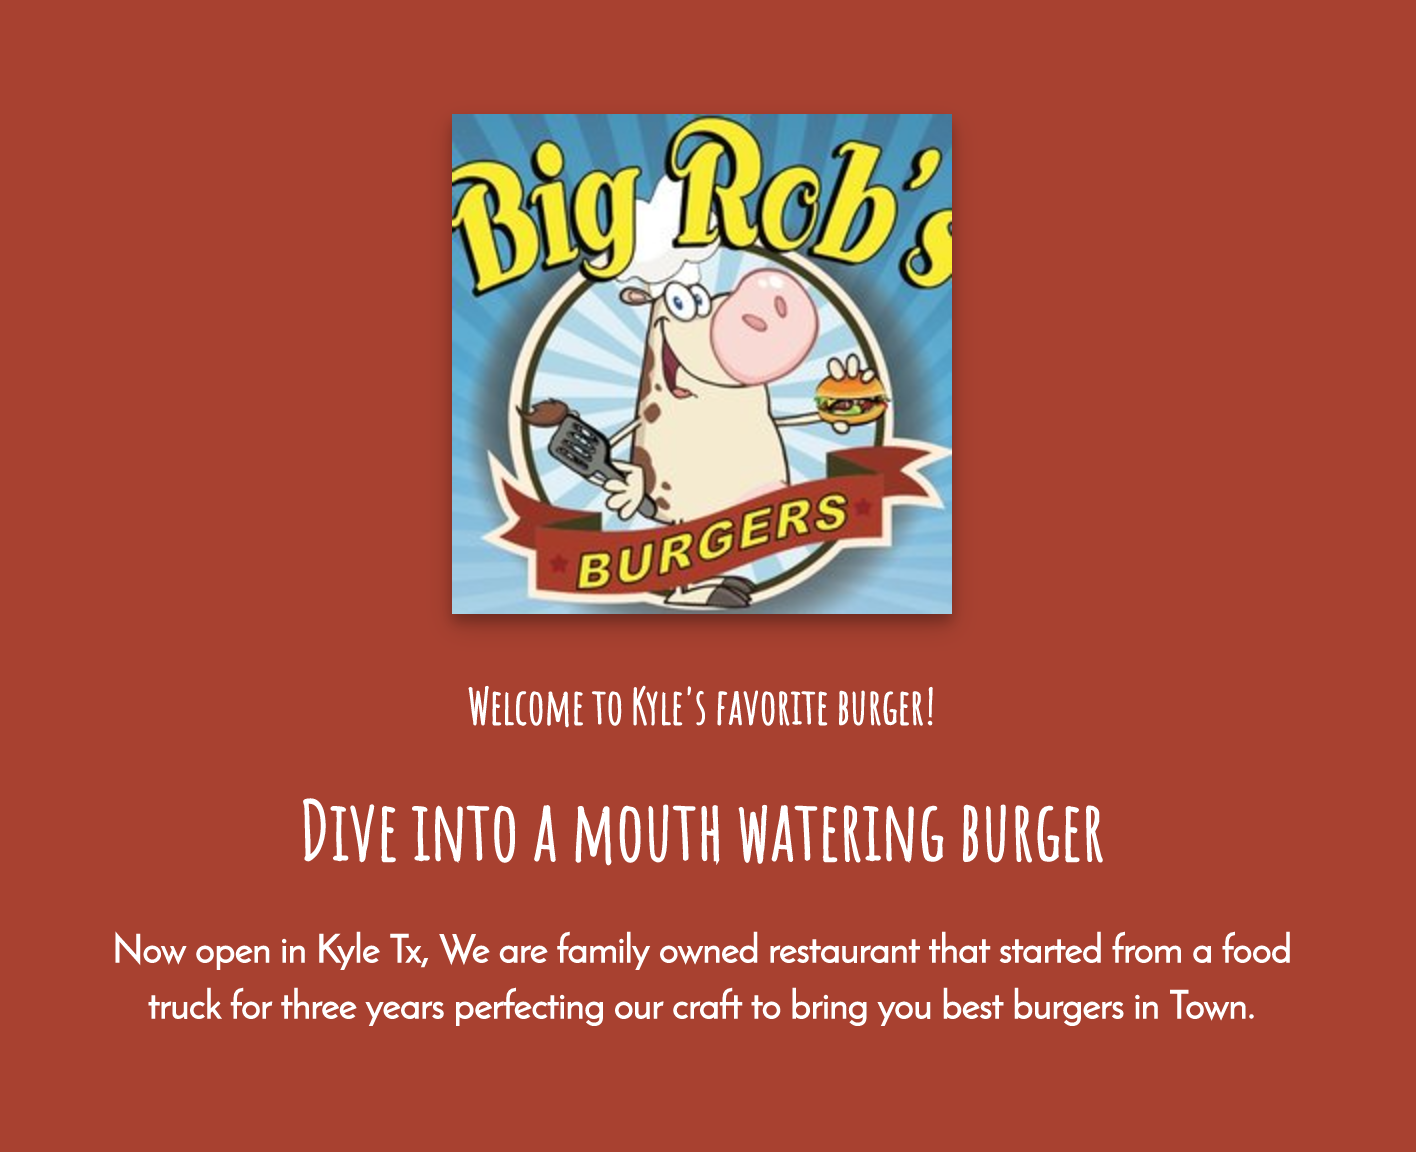 Big Rob's
BURGERS
Welcome to Kyle's favorite burger!
Dive into a mouth watering burger
Now open in Kyle Tx, We are family owned restaurant that started from a food
truck for three years perfecting our craft to bring you best burgers in Town.